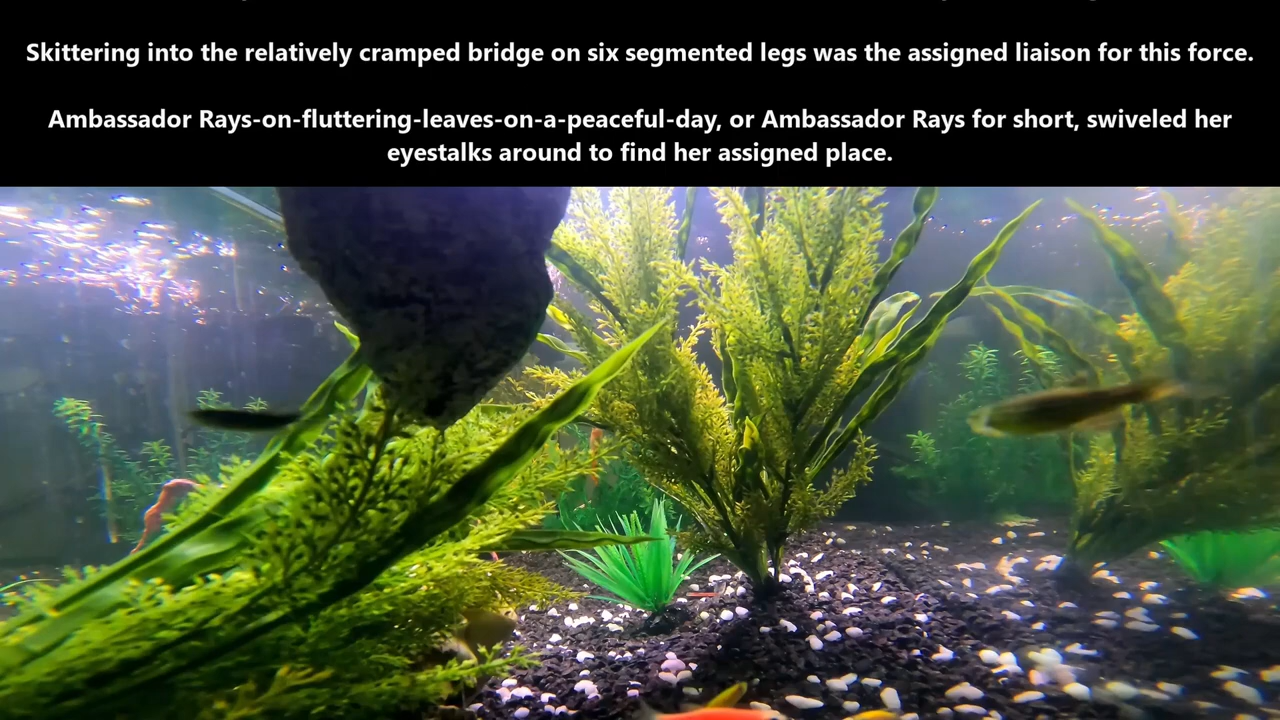 Skittering into the relatively cramped bridge on six segmented legs was the assigned liaison for this force.
Ambassador Rays-on-fluttering-leaves-on-a-peaceful-day, or Ambassador Rays for short, swiveled her
eyestalks around to find her assigned place.